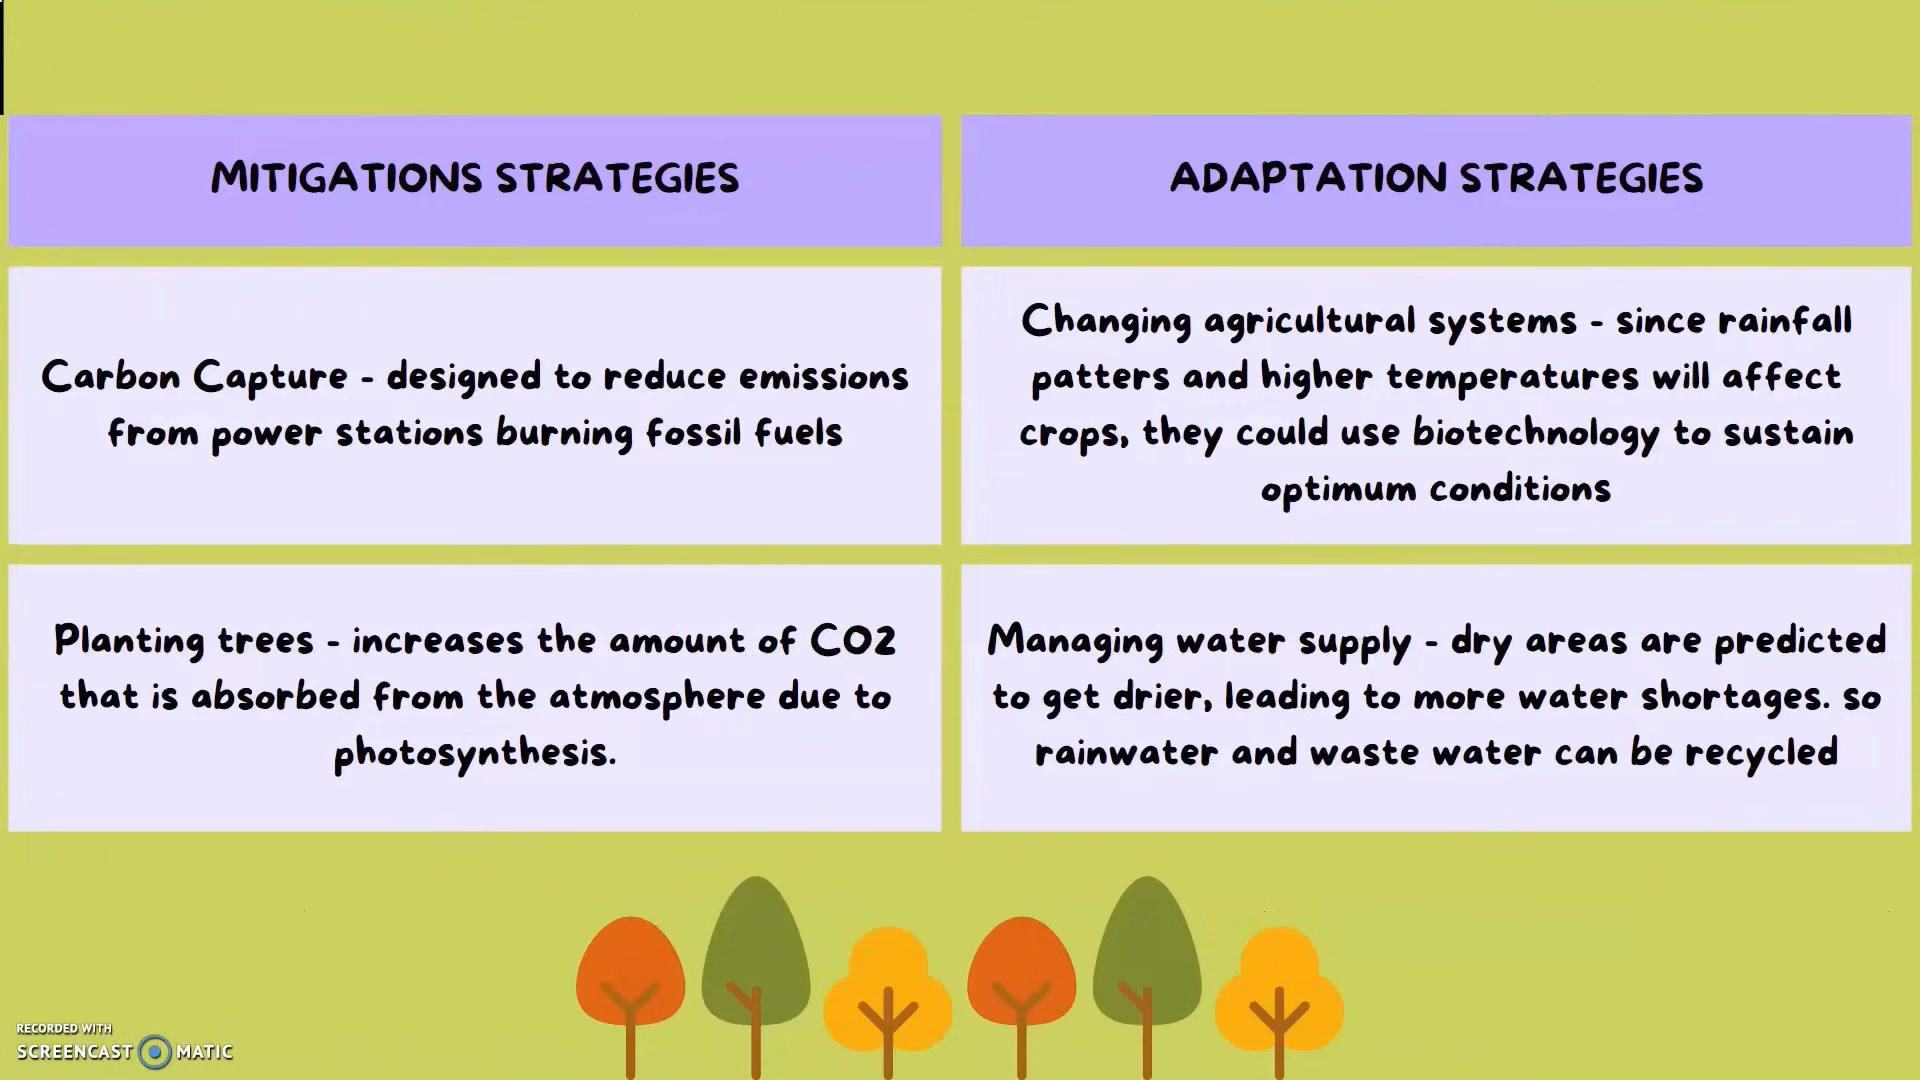 MITIGATIONS STRATEGIES
ADAPTATION STRATEGIES
Carbon Capture - designed to reduce emissions
from power stations burning fossil fuels
Changing agricultural systems - since rainfall
patters and higher temperatures will affect
crops, they could use biotechnology to sustain
optimum conditions
Planting trees - increases the amount of CO2
that is absorbed from the atmosphere due to
photosynthesis.
Managing water supply - dry areas are predicted
to get drier, leading to more water shortages. so
rainwater and waste water can be recycled
RECORDED WITH
SCREENCAST MATIC